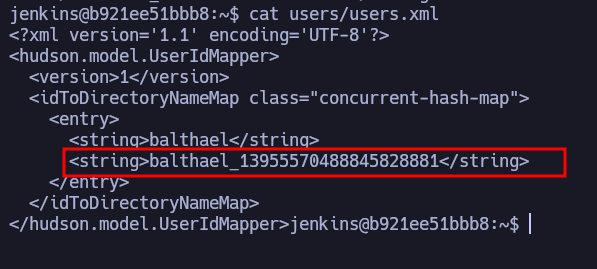 jenkins@b921ee51bbb8:~$ cat users/users.xml
<?xml version='1.1' encoding='UTF-8'?>
<hudson.model.UserIdMapper>
  <version>1</version>
  <idToDirectoryNameMap class="concurrent-hash-map">
    <entry>
      <string>balthael</string>
      <string>balthael_13955570488845828881</string>
    </entry>
  </idToDirectoryNameMap>
</hudson.model.UserIdMapper>jenkins@b921ee51bbb8:~$